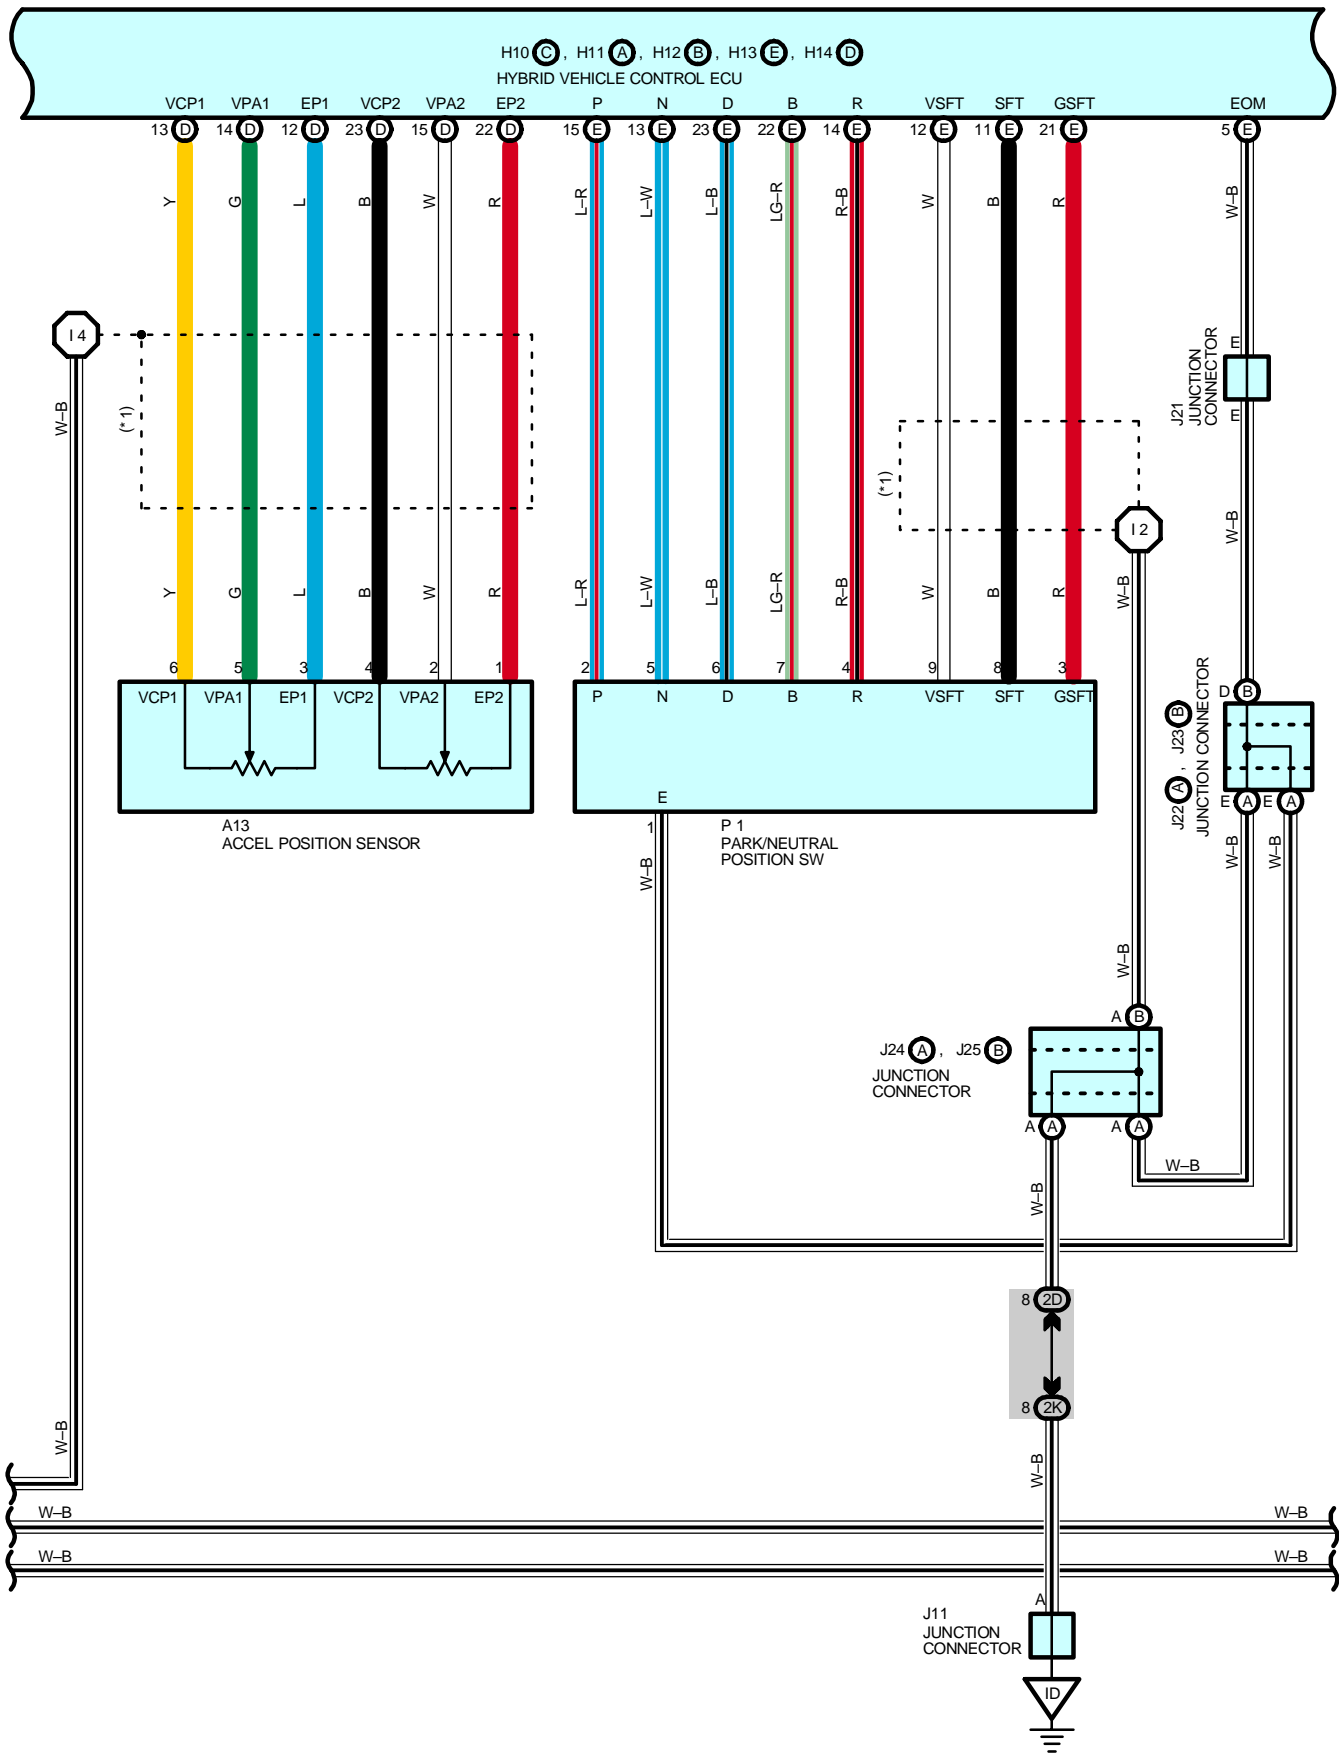 H10 C , H11 A , H12 B , H13 E , H14 D
HYBRID VEHICLE CONTROL ECU
VCP1 VPA1 EP1 VCP2 VPA2 EP2 P N D B R VSFT SFT GSFT EOM
13 D 14 D 12 D 23 D 15 D 22 D 15 E 13 E 23 E 22 E 14 E 12 E 11 E 21 E 5 E
Y G L B W R L–R L–W L–B LG–R R–B W B R W–B
I 4
E
J21
JUNCTION
CONNECTOR
E
W–B
(* 1)
(*1)
I 2
W–B
Y G L B W R L–R L–W L–B LG–R R–B W B R W–B
6 5 3 4 2 1 2 5 6 7 4 9 8 3
VCP1 VPA1 EP1 VCP2 VPA2 EP2 P N D B R VSFT SFT GSFT
D B
J22 A , J23 B
JUNCTION CONNECTOR
E A E A
E
1
A13
ACCEL POSITION SENSOR
P 1
PARK/NEUTRAL
POSITION SW
W–B
W–B W–B
W–B
A B
J24 A , J25 B
JUNCTION
CONNECTOR
A A A A
W–B
W–B
8 2D
8 2K
W–B
W–B
W–B W–B
W–B W–B
A
J11
JUNCTION
CONNECTOR
ID